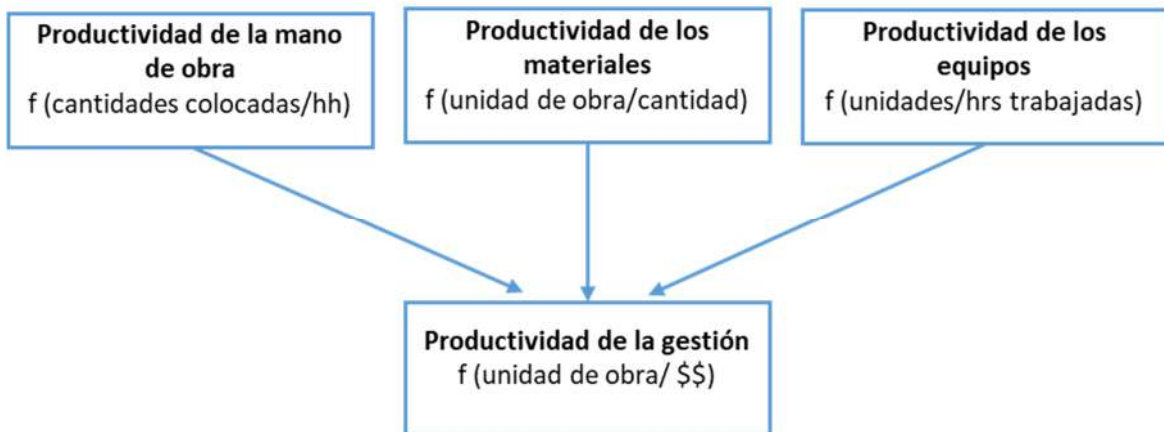 Productividad de la mano
de obra
f (cantidades colocadas/hh)
Productividad de los
materiales
f (unidad de obra/cantidad)
Productividad de los
equipos
f (unidades/hrs trabajadas)
Productividad de la gestión
f (unidad de obra/ $$)